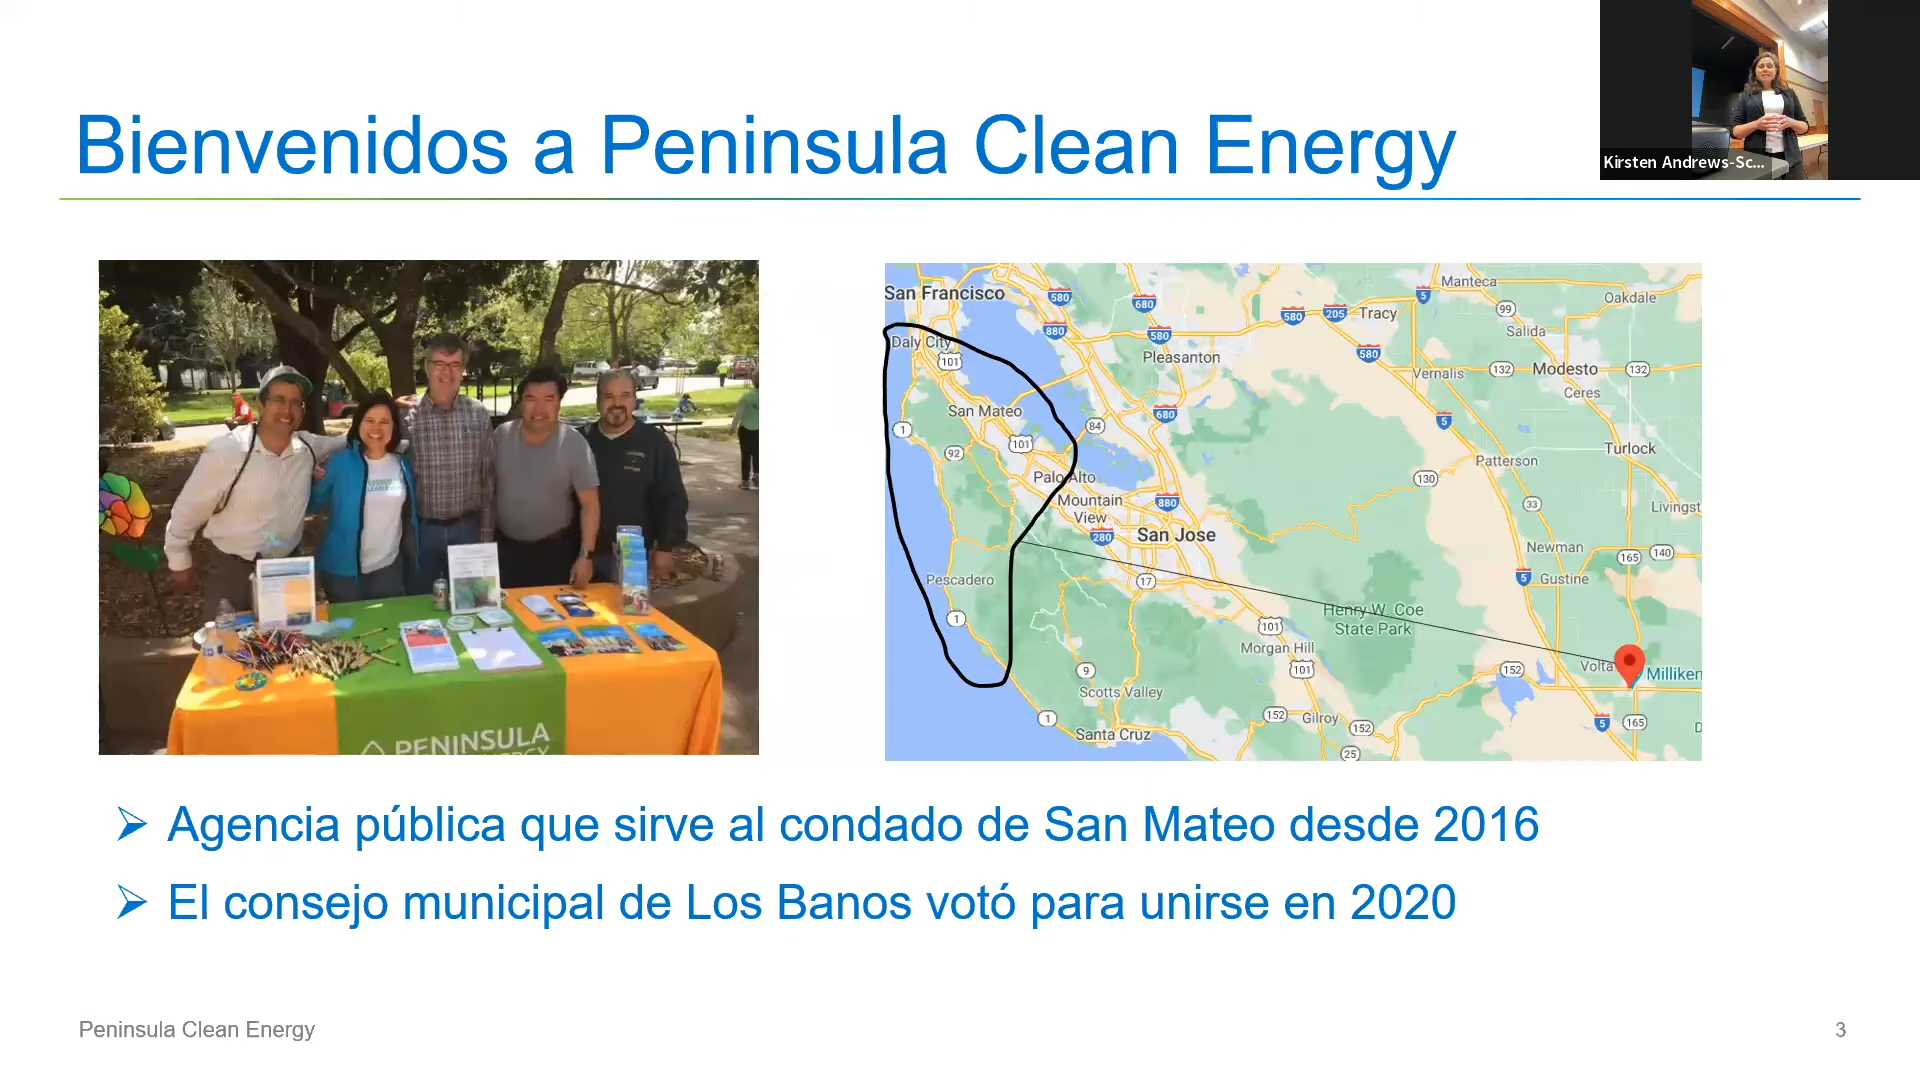 Bienvenidos a Peninsula Clean Energy
Kirsten Andrews-Sc...
PENINSULA
San Francisco
580
680
5
Manteca
99
Oakdale
580
205
Tracy
Salida
880
580
Daly City
101
Pleasanton
580
Vernalis
132
Modesto
132
Ceres
San Mateo
680
5
1
101
84
92
Turlock
Palo Alto
Patterson
130
Mountain
View
880
33
Livingst
280
San Jose
Newman
165
140
Pescadero
17
5
Gustine
1
101
Henry W. Coe
State Park
Morgan Hill
101
9
152
Volta
Milliken
Scotts Valley
1
152
Gilroy
152
5
165
Santa Cruz
25
Agencia pública que sirve al condado de San Mateo desde 2016
El consejo municipal de Los Banos votó para unirse en 2020
Peninsula Clean Energy
3